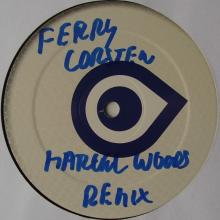 FERRY
CORSTEN
MARCEL WOODS
REMIX